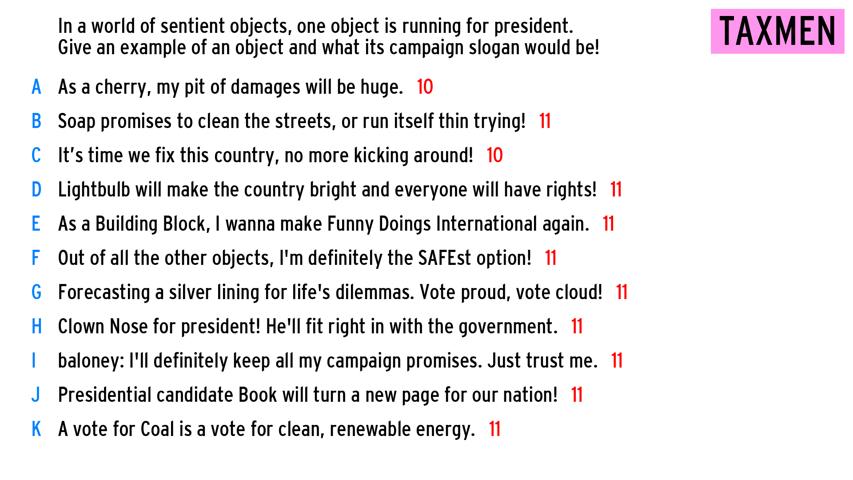 In a world of sentient objects, one object is running for president.
Give an example of an object and what its campaign slogan would be!
TAXMEN
A As a cherry, my pit of damages will be huge. 10
B Soap promises to clean the streets, or run itself thin trying! 11
C It's time we fix this country, no more kicking around! 10
D Lightbulb will make the country bright and everyone will have rights! 11
E As a Building Block, I wanna make Funny Doings International again. 11
F Out of all the other objects, I'm definitely the SAFEst option! 11
G Forecasting a silver lining for life's dilemmas. Vote proud, vote cloud! 11
H Clown Nose for president! He'll fit right in with the government. 11
I baloney: I'll definitely keep all my campaign promises. Just trust me. 11
J Presidential candidate Book will turn a new page for our nation! 11
K A vote for Coal is a vote for clean, renewable energy. 11